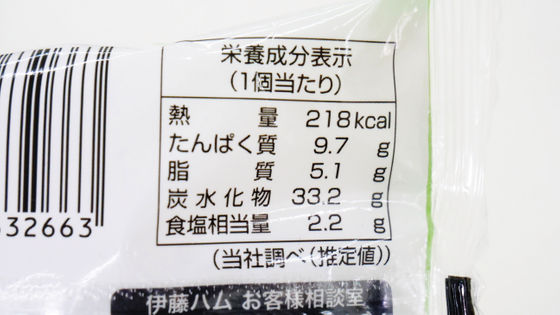 栄養成分表示
(1個当たり)
熱量 218kcal
たんぱく質 9.7 g
脂質 5.1 g
炭水化物 33.2 g
食塩相当量 2.2 g
(当社調べ(推定値))
32663
伊藤ハム お客様相談室